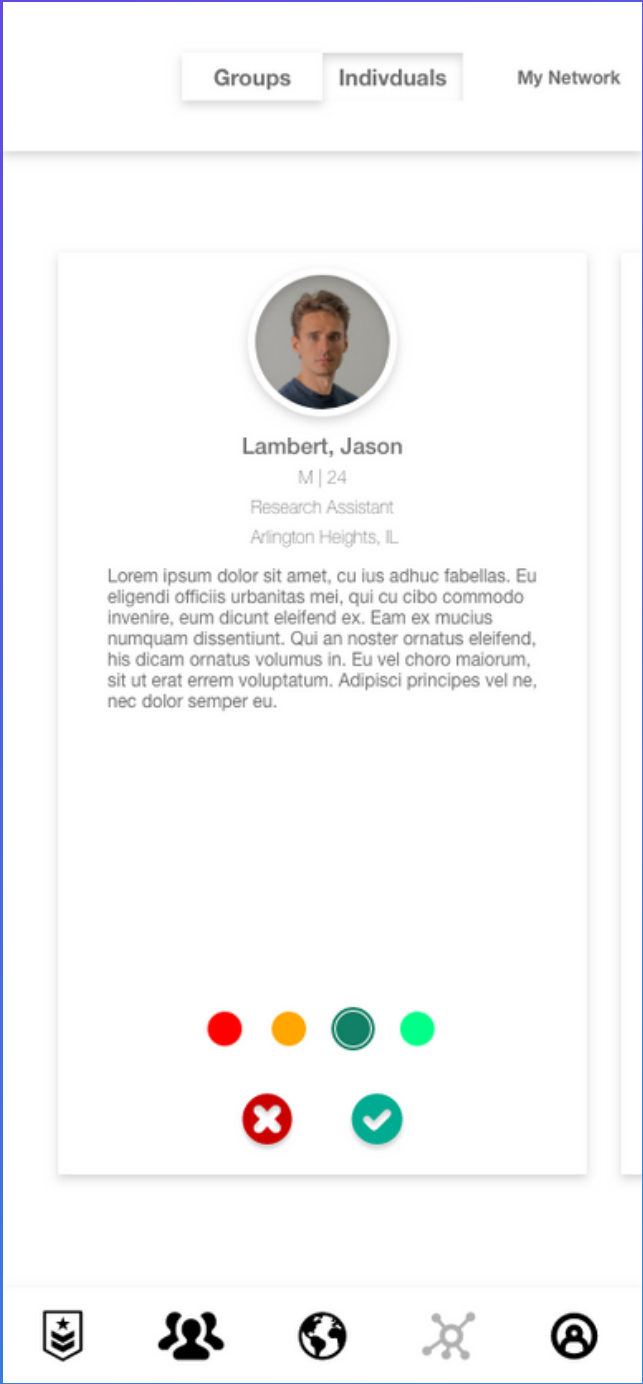 Groups
Indivduals
My Network
Lambert, Jason
M | 24
Research Assistant
Arlington Heights, IL
Lorem ipsum dolor sit amet, cu ius adhuc fabellas. Eu
eligendi officiis urbanitas mei, qui cu cibo commodo
invenire, eum dicunt eleifend ex. Eam ex mucius
numquam dissentiunt. Qui an noster ornatus eleifend,
his dicam ornatus volumus in. Eu vel choro maiorum,
sit ut erat errem voluptatum. Adipisci principes vel ne,
nec dolor semper eu.